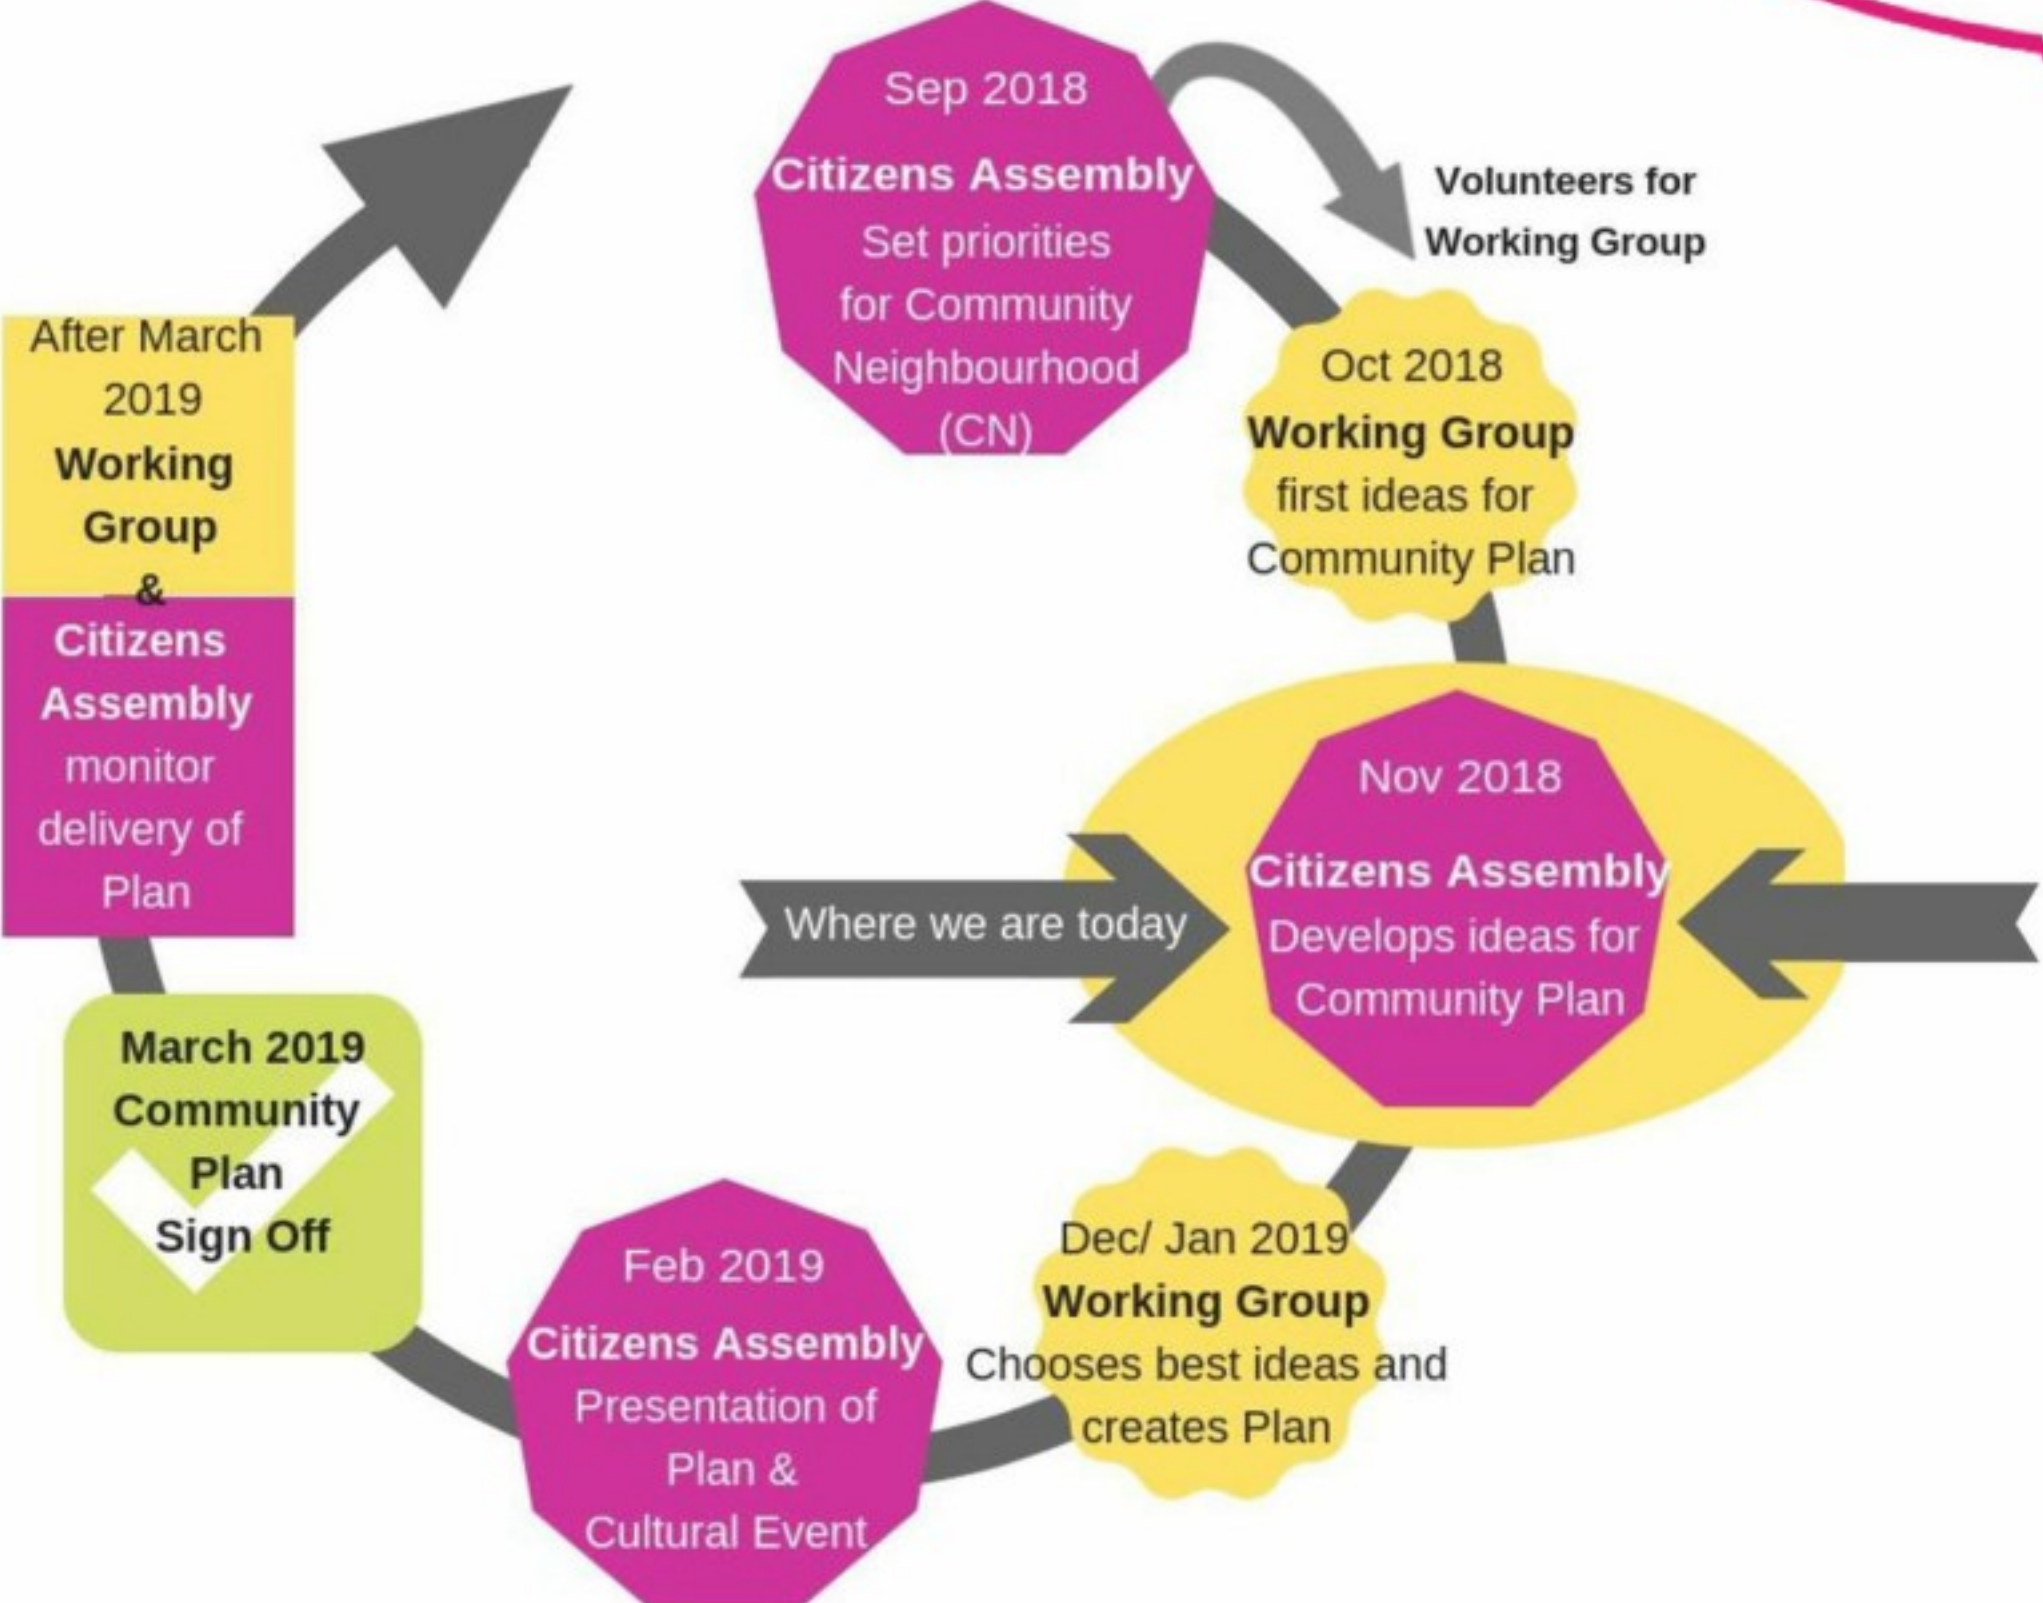 Sep 2018
Citizens Assembly
Set priorities
for Community
Neighbourhood
(CN)
Volunteers for
Working Group
Oct 2018
Working Group
first ideas for
Community Plan
Nov 2018
Citizens Assembly
Develops ideas for
Community Plan
Where we are today
Dec/ Jan 2019
Working Group
Chooses best ideas and
creates Plan
Feb 2019
Citizens Assembly
Presentation of
Plan &
Cultural Event
March 2019
Community
Plan
Sign Off
After March
2019
Working
Group
&
Citizens
Assembly
monitor
delivery of
Plan